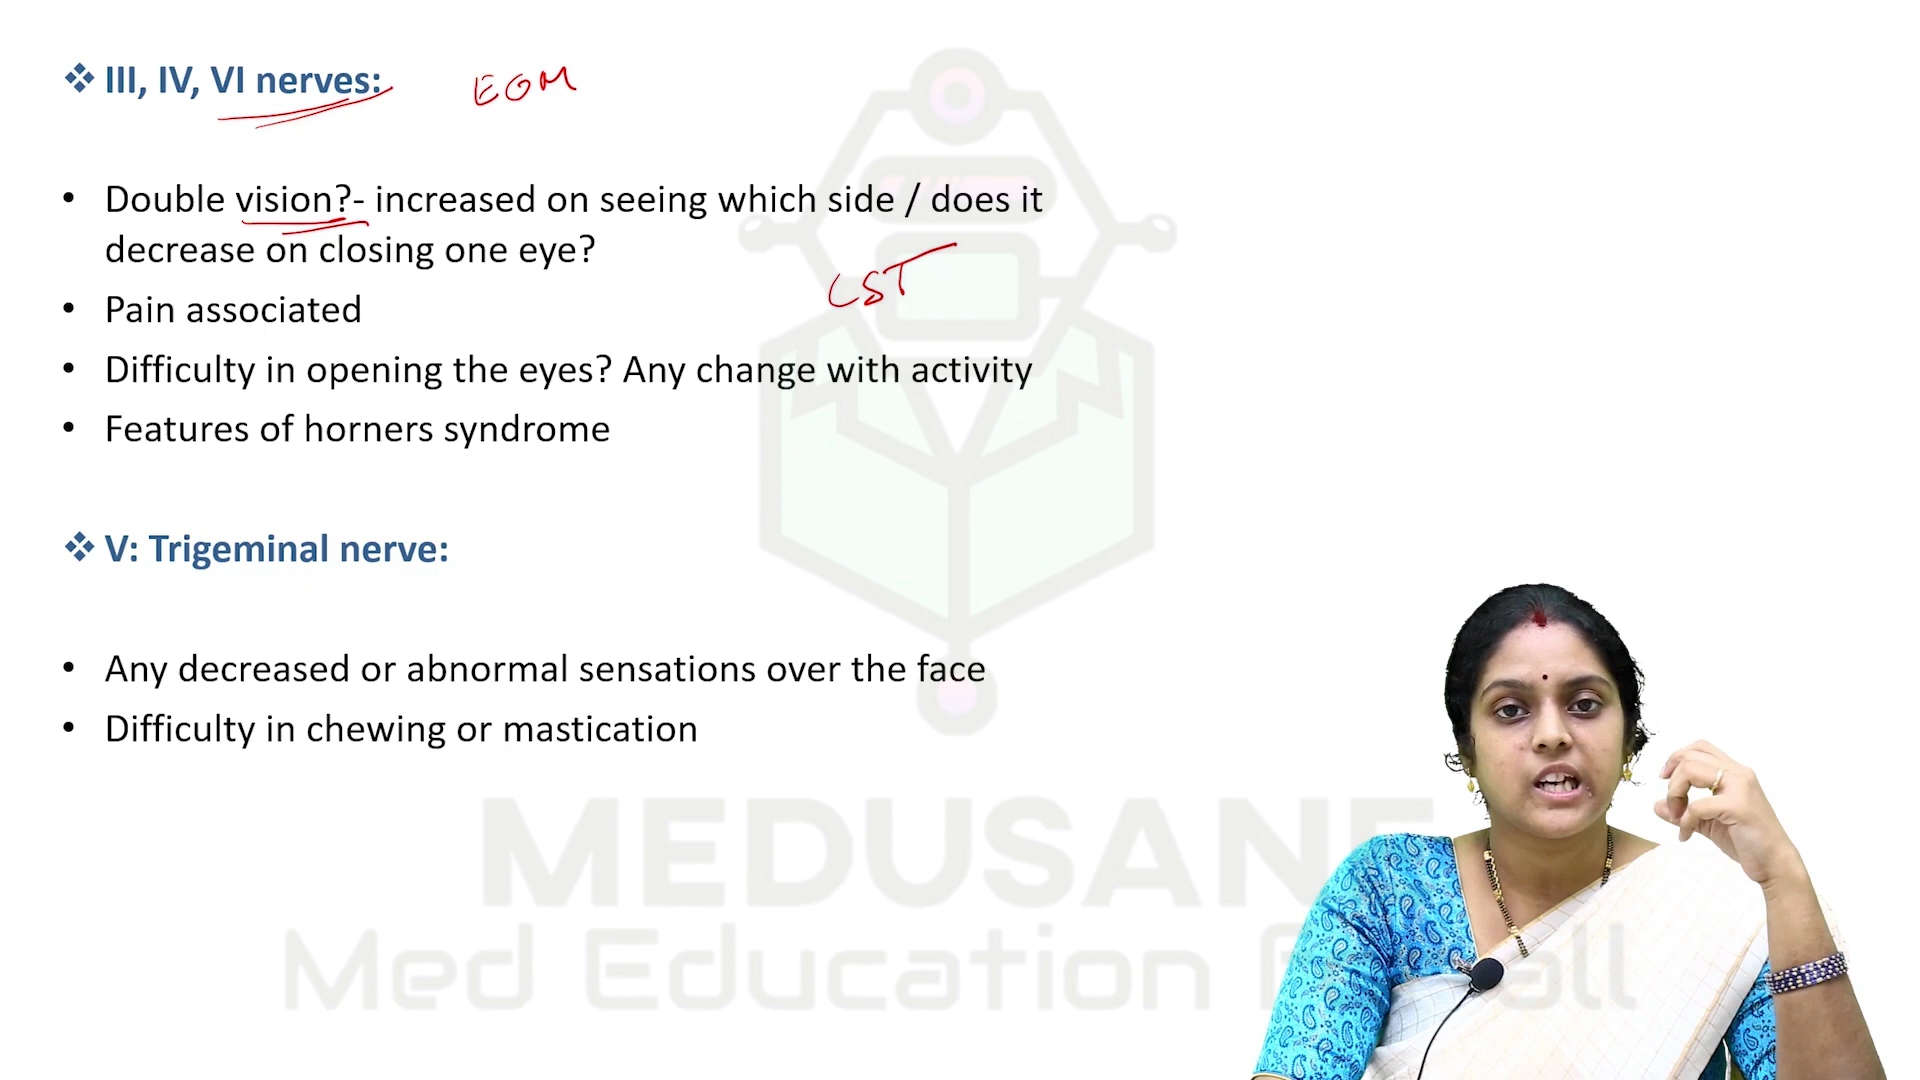 ❖ III, IV, VI nerves: EOM
• Double vision?- increased on seeing which side / does it
decrease on closing one eye?
CST
• Pain associated
• Difficulty in opening the eyes? Any change with activity
• Features of horners syndrome
❖ V: Trigeminal nerve:
• Any decreased or abnormal sensations over the face
• Difficulty in chewing or mastication
Med Education